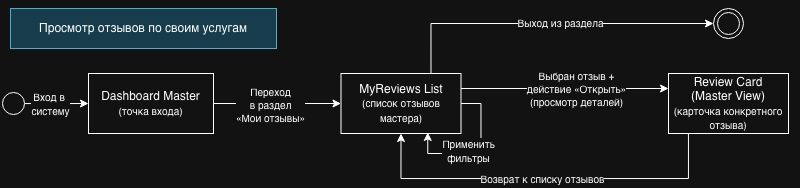 Просмотр отзывов по своим услугам
Выход из раздела
Вход в
систему
Dashboard Master
(точка входа)
Переход
в раздел
«Мои отзывы»
MyReviews List
(список отзывов
мастера)
Выбран отзыв +
действие «Открыть»
(просмотр деталей)
Review Card
(Master View)
(карточка конкретного
отзыва)
Применить
фильтры
Возврат к списку отзывов